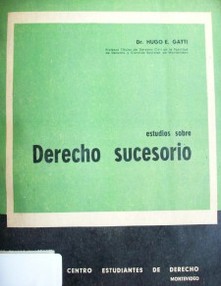 Dr. HUGO E. GATTI
estudios sobre
Derecho sucesorio
CENTRO ESTUDIANTES DE DERECHO
MONTEVIDEO